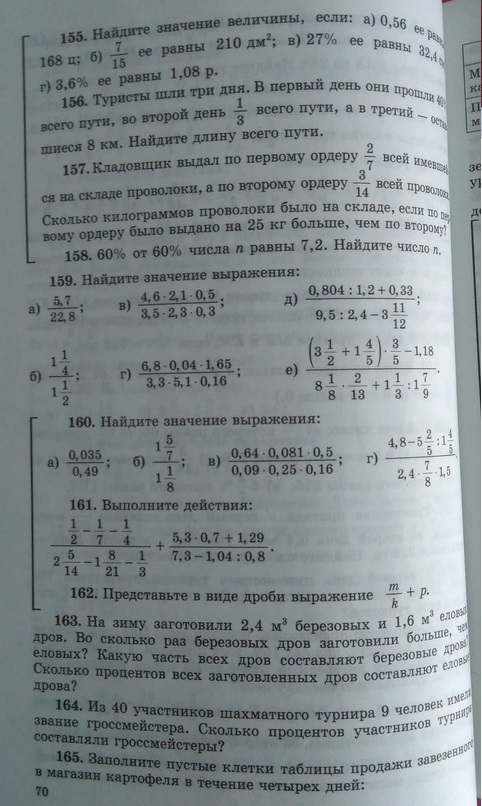 155. Найдите значение величины, если: а) 0,56 ее
168 ц; б) 7/15 ее равны 210 дм²; в) 27% ее равны 32,4
г) 3,6% ее равны 1,08 р.
156. Туристы шли три дня. В первый день они прошли 40%
всего пути, во второй день 1/3 всего пути, а в третий —
шиеся 8 км. Найдите длину всего пути.
157. Кладовщик выдал по первому ордеру 2/7 всей
ся на складе проволоки, а по второму ордеру 3/14 всей проволоки
Сколько килограммов проволоки было на складе, если по пер
вому ордеру было выдано на 25 кг больше, чем по второму?
158. 60% от 60% числа n равны 7,2. Найдите число n.
159. Найдите значение выражения:
а) 5,7/22,8; в) (4,6 · 2,1 · 0,5)/(3,5 · 2,3 · 0,3); д) (0,804 : 1,2 + 0,33)/(9,5 : 2,4 − 3 11/12);
б) (1 1/4)/(1 1/2); г) (6,8 · 0,04 · 1,65)/(3,3 · 5,1 · 0,16); е) ((3 1/2 + 1 4/5) · 3/5 − 1,18)/(8 1/8 · 2/13 + 1 1/3 : 1 7/9).
160. Найдите значение выражения:
а) 0,035/0,49; б) (1 5/7)/(1 1/8); в) (0,64 · 0,081 · 0,5)/(0,09 · 0,25 · 0,16); г) (4,8 − 5 2/5 : 1 4/5)/(2,4 · 7/8 · 1,5).
161. Выполните действия:
(1/2 − 1/7 − 1/4)/(2 5/14 − 1 8/21 − 1/3) + (5,3 · 0,7 + 1,29)/(7,3 − 1,04 : 0,8).
162. Представьте в виде дроби выражение m/k + p.
163. На зиму заготовили 2,4 м³ березовых и 1,6 м³ еловых
дров. Во сколько раз березовых дров заготовили больше, чем
еловых? Какую часть всех дров составляют березовые дрова?
Сколько процентов всех заготовленных дров составляют еловые
дрова?
164. Из 40 участников шахматного турнира 9 человек имели
звание гроссмейстера. Сколько процентов участников турнира
составляли гроссмейстеры?
165. Заполните пустые клетки таблицы продажи завезенного
в магазин картофеля в течение четырех дней:
70